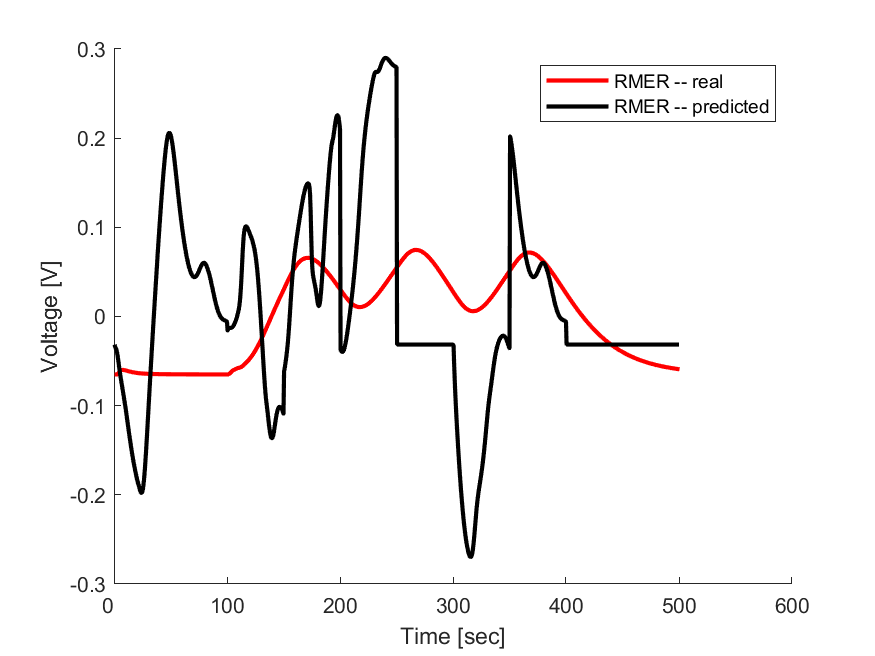 0.3
0.2
0.1
0
-0.1
-0.2
-0.3
Voltage [V]
RMER -- real
RMER -- predicted
0 100 200 300 400 500 600
Time [sec]